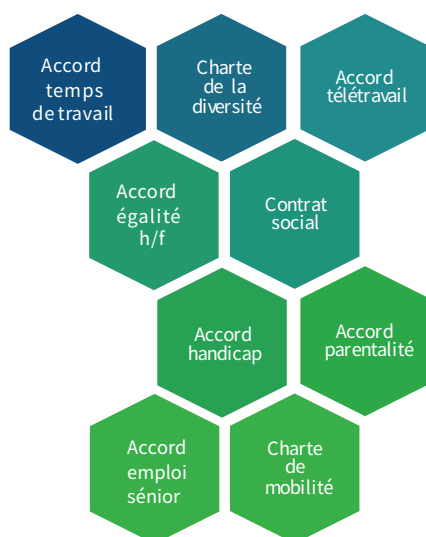 Accord
temps
de travail
Charte
de la
diversité
Accord
télétravail
Accord
égalité
h/f
Contrat
social
Accord
handicap
Accord
parentalité
Accord
emploi
sénior
Charte
de
mobilité